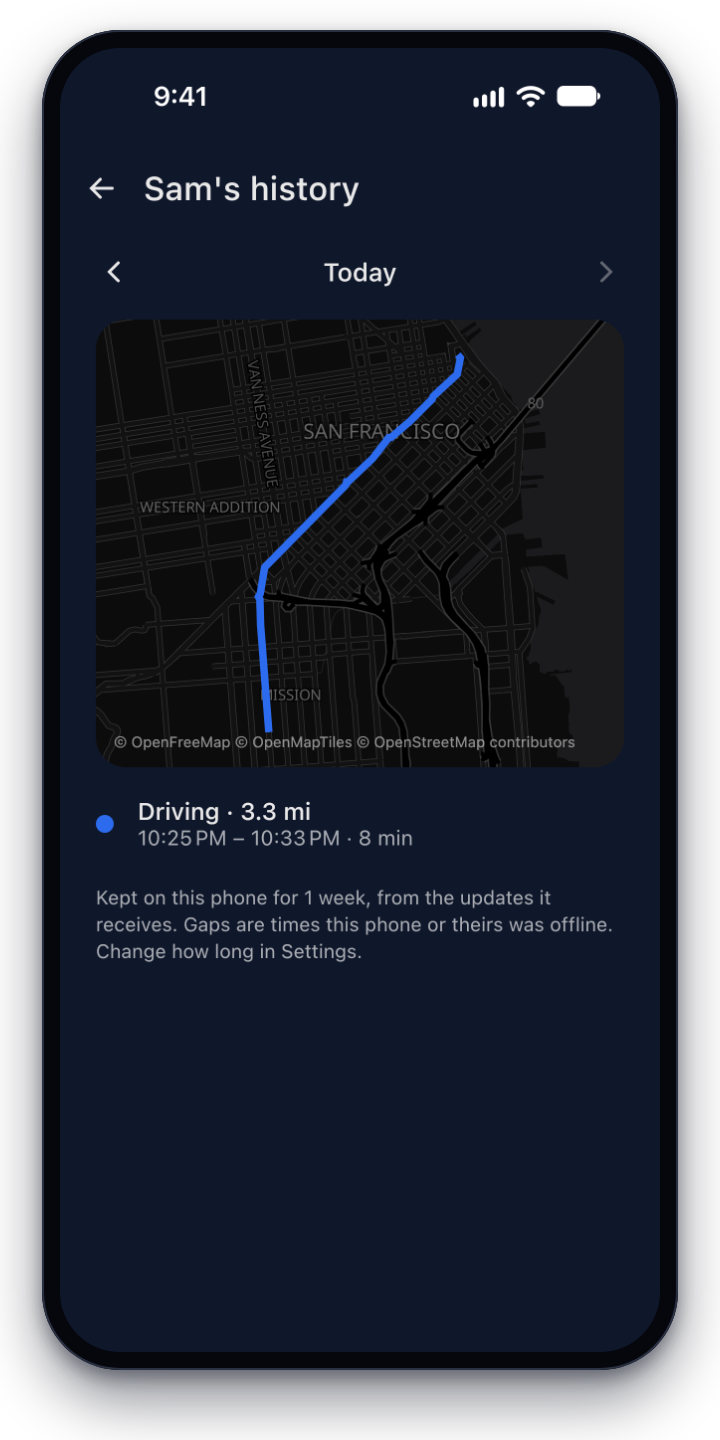 9:41
Sam's history
Today
VAN NESS AVENUE
80
SAN FRANCISCO
WESTERN ADDITION
MISSION
© OpenFreeMap © OpenMapTiles © OpenStreetMap contributors
Driving · 3.3 mi
10:25 PM – 10:33 PM · 8 min
Kept on this phone for 1 week, from the updates it
receives. Gaps are times this phone or theirs was offline.
Change how long in Settings.